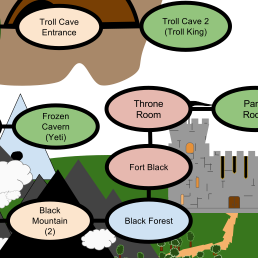 Troll Cave
Entrance
Troll Cave 2
(Troll King)
Frozen
Cavern
(Yeti)
Throne
Room
Fort Black
Black
Mountain
(2)
Black Forest